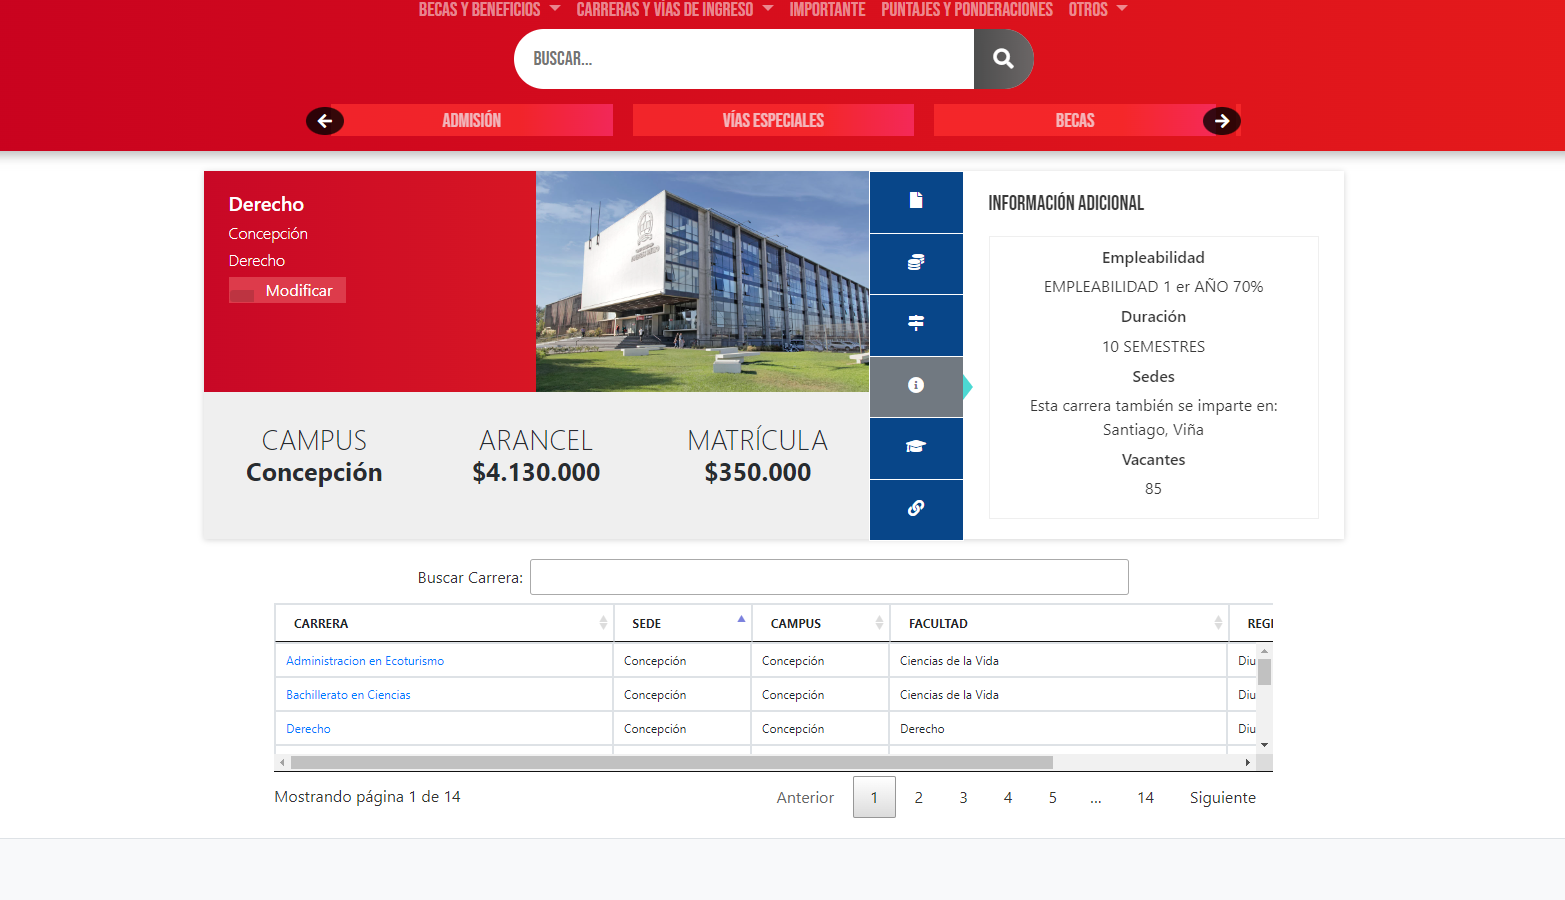 BECAS Y BENEFICIOS
CARRERAS Y VÍAS DE INGRESO
IMPORTANTE
PUNTAJES Y PONDERACIONES
OTROS
BUSCAR...
ADMISIÓN
VÍAS ESPECIALES
BECAS
Derecho
Concepción
Derecho
Modificar
CAMPUS
Concepción
ARANCEL
$4.130.000
MATRÍCULA
$350.000
INFORMACIÓN ADICIONAL
Empleabilidad
EMPLEABILIDAD 1 er AÑO 70%
Duración
10 SEMESTRES
Sedes
Esta carrera también se imparte en:
Santiago, Viña
Vacantes
85
Buscar Carrera:
CARRERA SEDE CAMPUS FACULTAD REGI
Administracion en Ecoturismo Concepción Concepción Ciencias de la Vida Diu
Bachillerato en Ciencias Concepción Concepción Ciencias de la Vida Diu
Derecho Concepción Concepción Derecho Diu
Mostrando página 1 de 14
Anterior 1 2 3 4 5 ... 14 Siguiente